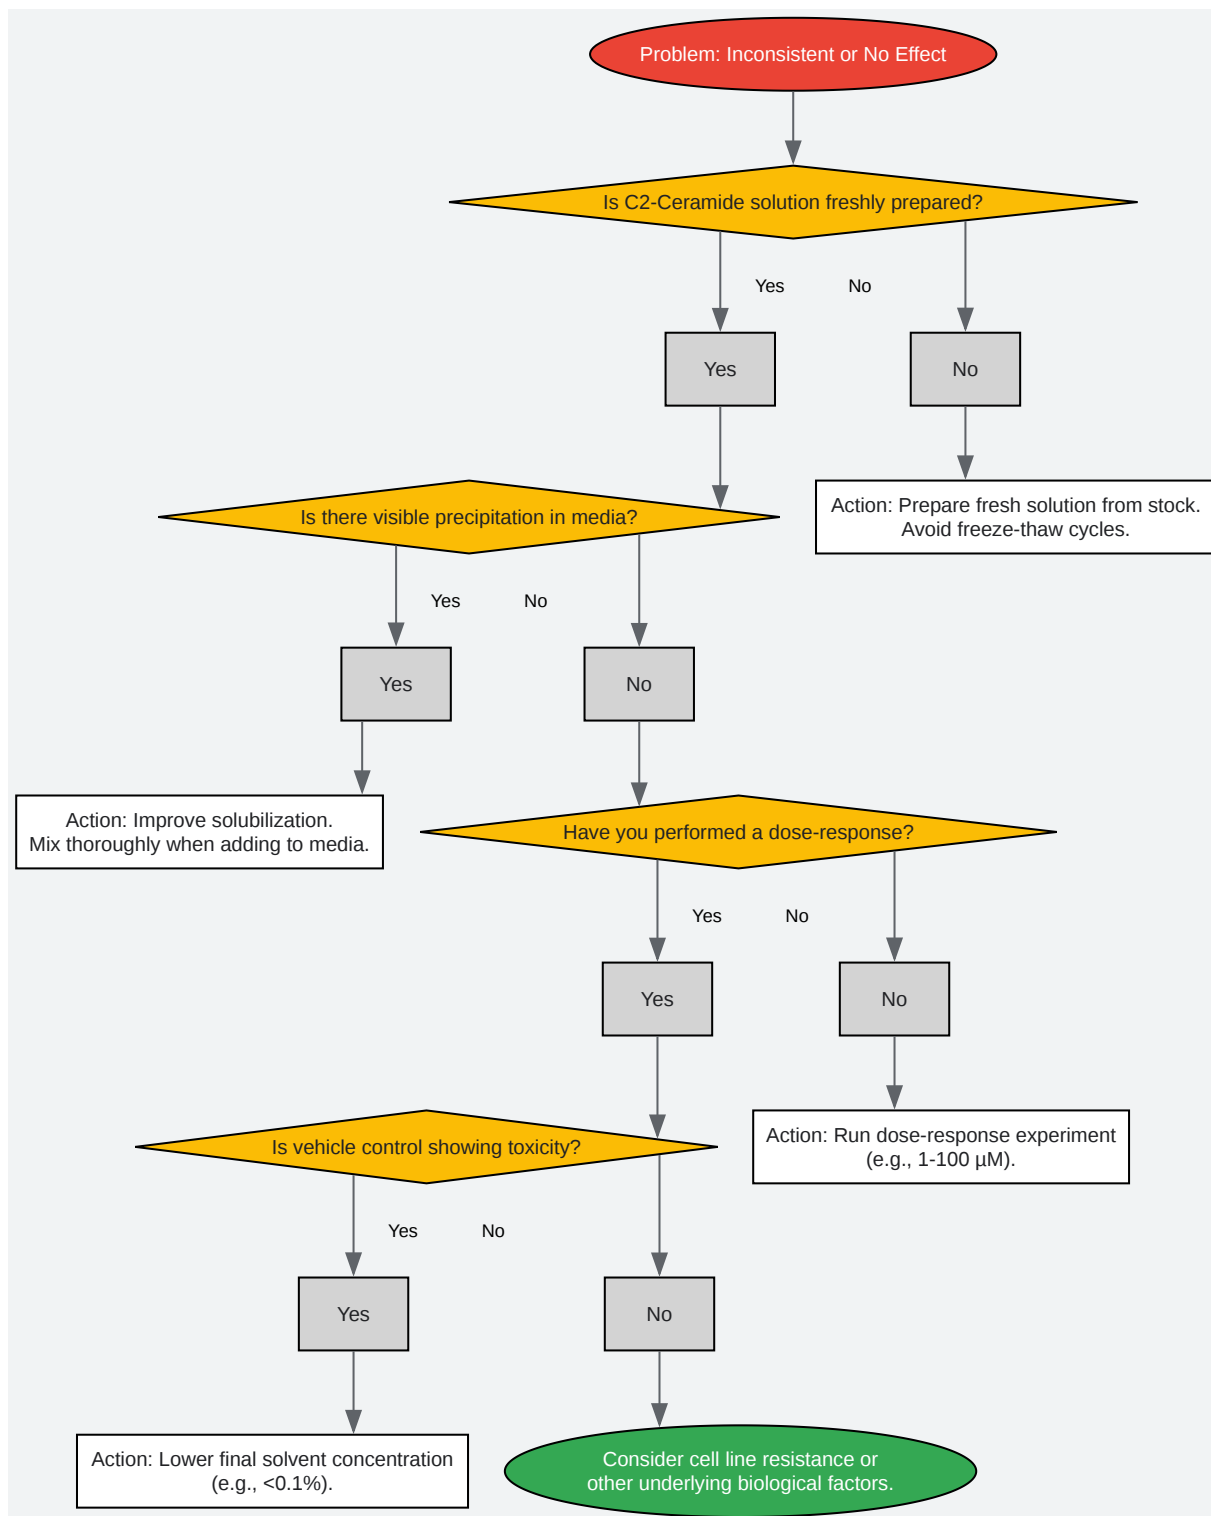 Problem: Inconsistent or No Effect
Is C2-Ceramide solution freshly prepared?
Yes
No
Yes
No
Action: Prepare fresh solution from stock.
Avoid freeze-thaw cycles.
Is there visible precipitation in media?
Yes
No
Yes
No
Action: Improve solubilization.
Mix thoroughly when adding to media.
Have you performed a dose-response?
Yes
No
Yes
No
Action: Run dose-response experiment
(e.g., 1-100 µM).
Is vehicle control showing toxicity?
Yes
No
Yes
No
Action: Lower final solvent concentration
(e.g., <0.1%).
Consider cell line resistance or
other underlying biological factors.